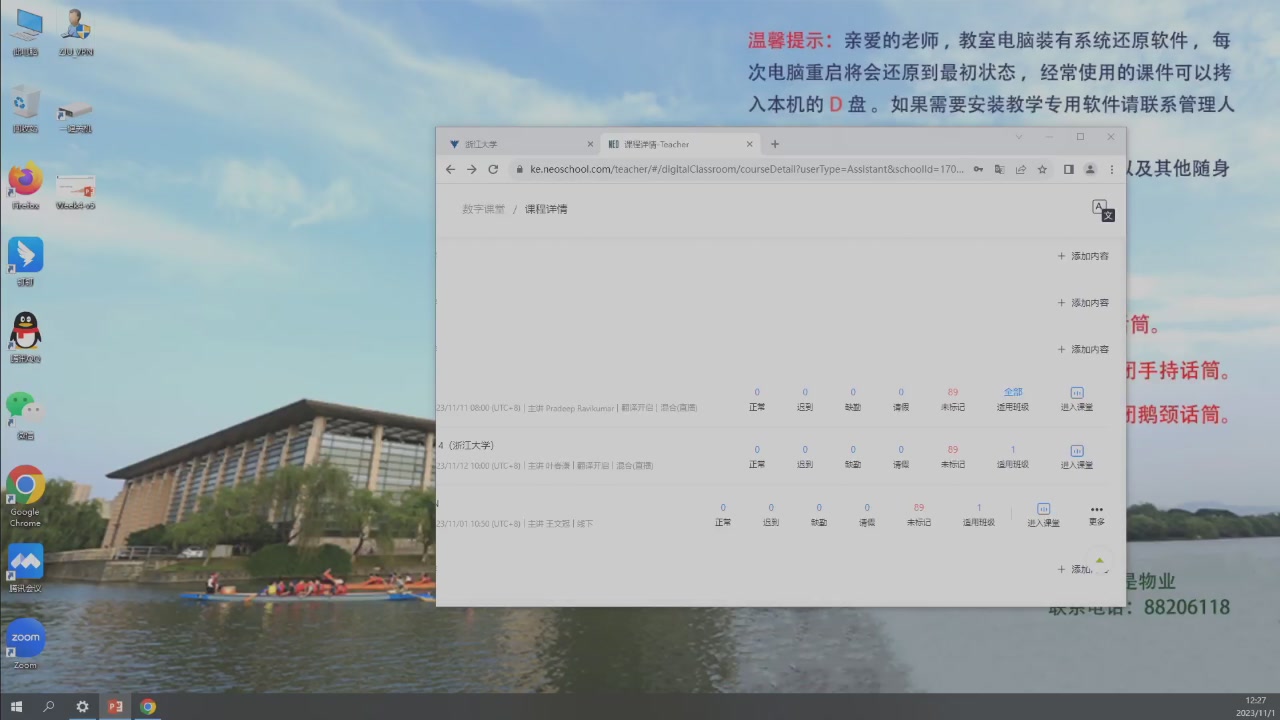 此电脑
ZJU_VPN
回收站
一键关机
Firefox
Week4-v5
钉钉
腾讯QQ
微信
Google Chrome
腾讯会议
Zoom
温馨提示：亲爱的老师，教室电脑装有系统还原软件，每
次电脑重启将会还原到最初状态，经常使用的课件可以拷
入本机的 D 盘。如果需要安装教学专用软件请联系管理人
以及其他随身
筒。
闭手持话筒。
闭鹅颈话筒。
是物业
联系电话：88206118
浙江大学
课程详情-Teacher
ke.neoschool.com/teacher/#/digitalClassroom/courseDetail?userType=Assistant&schoolId=170...
数字课堂 / 课程详情
+ 添加内容
+ 添加内容
+ 添加内容
0 0 0 0 89 全部
23/11/11 08:00 (UTC+8) | 主讲 Pradeep Ravikumar | 翻译开启 | 混合(直播) 正常 迟到 缺勤 请假 未标记 适用班级 进入课堂
4（浙江大学） 0 0 0 0 89 1
23/11/12 10:00 (UTC+8) | 主讲 叶春谦 | 翻译开启 | 混合(直播) 正常 迟到 缺勤 请假 未标记 适用班级 进入课堂
0 0 0 0 89 1
23/11/01 10:50 (UTC+8) | 主讲 王文冠 | 线下 正常 迟到 缺勤 请假 未标记 适用班级 进入课堂 更多
+ 添加
12:27
2023/11/1